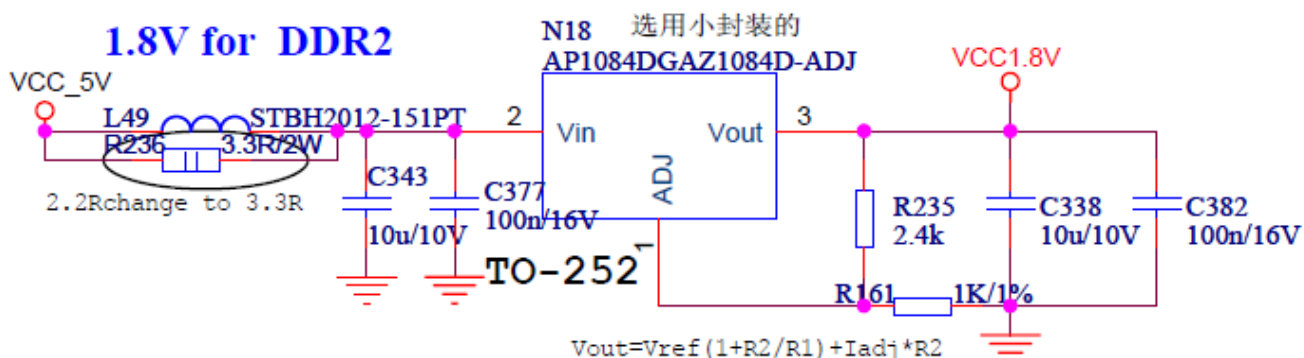 1.8V for DDR2
N18
选用小封装的
AP1084DGAZ1084D-ADJ
VCC1.8V
VCC_5V
L49
STBH2012-151PT
2
Vin
Vout
3
R236
3.3R/2W
ADJ
2.2Rchange to 3.3R
C343
10u/10V
C377
100n/16V
R235
2.4k
C338
10u/10V
C382
100n/16V
TO-252
1
R161
1K/1%
Vout=Vref(1+R2/R1)+Iadj*R2